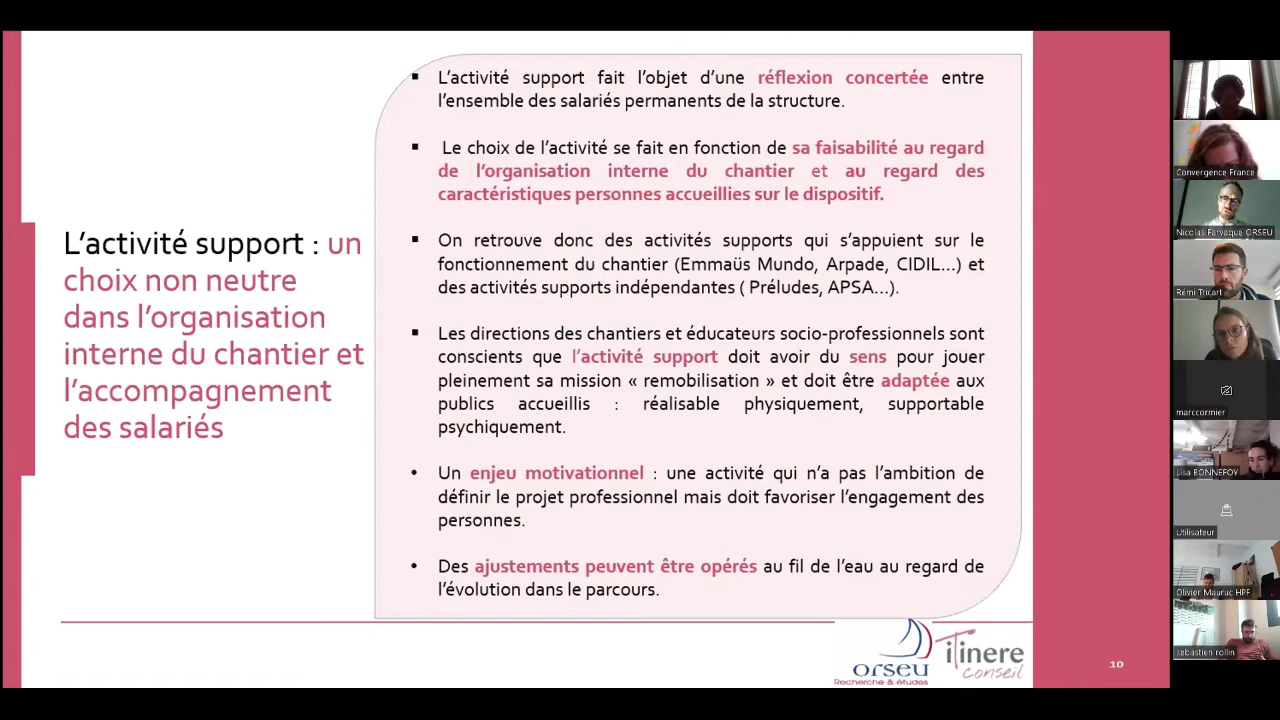 L'activité support : un
choix non neutre
dans l'organisation
interne du chantier et
l'accompagnement
des salariés
▪ L'activité support fait l'objet d'une réflexion concertée entre
l'ensemble des salariés permanents de la structure.
▪ Le choix de l'activité se fait en fonction de sa faisabilité au regard
de l'organisation interne du chantier et au regard des
caractéristiques personnes accueillies sur le dispositif.
▪ On retrouve donc des activités supports qui s'appuient sur le
fonctionnement du chantier (Emmaüs Mundo, Arpade, CIDIL...) et
des activités supports indépendantes ( Préludes, APSA...).
▪ Les directions des chantiers et éducateurs socio-professionnels sont
conscients que l'activité support doit avoir du sens pour jouer
pleinement sa mission « remobilisation » et doit être adaptée aux
publics accueillis : réalisable physiquement, supportable
psychiquement.
• Un enjeu motivationnel : une activité qui n'a pas l'ambition de
définir le projet professionnel mais doit favoriser l'engagement des
personnes.
• Des ajustements peuvent être opérés au fil de l'eau au regard de
l'évolution dans le parcours.
orseu
Recherche & études
itinere
conseil
10
Convergence France
Nicolas Farvaque ORSEU
Rémi Tricart
marccormier
Lisa BONNEFOY
Utilisateur
Olivier Mauruc HPF
sebastien rollin